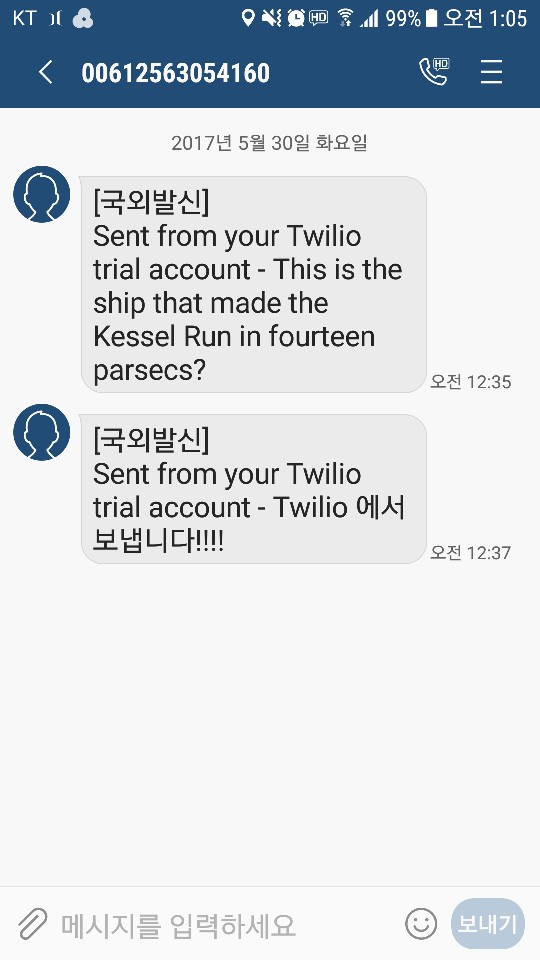 KT HD 99% 오전 1:05
00612563054160 HD
2017년 5월 30일 화요일
[국외발신]
Sent from your Twilio
trial account - This is the
ship that made the
Kessel Run in fourteen
parsecs?
오전 12:35
[국외발신]
Sent from your Twilio
trial account - Twilio 에서
보냅니다!!!!
오전 12:37
메시지를 입력하세요 보내기